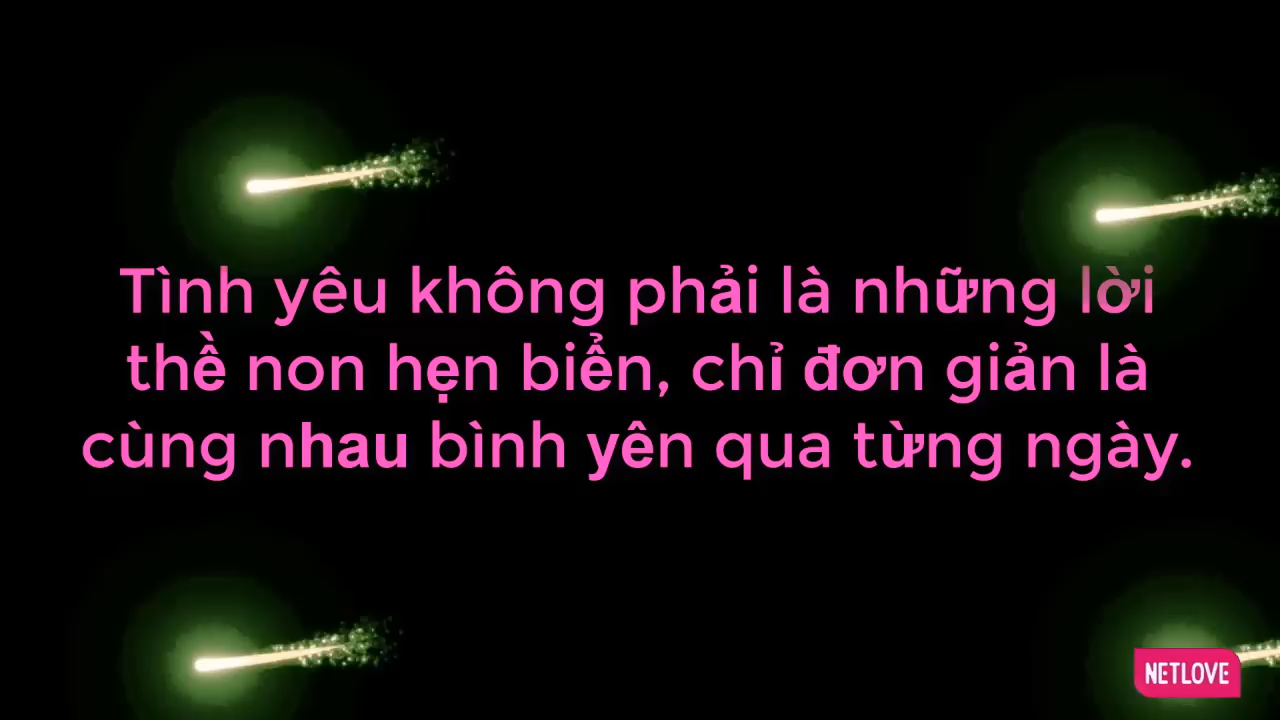 Tình yêu không phải là những lời
thề non hẹn biển, chỉ đơn giản là
cùng nhau bình yên qua từng ngày.
NETLOVE